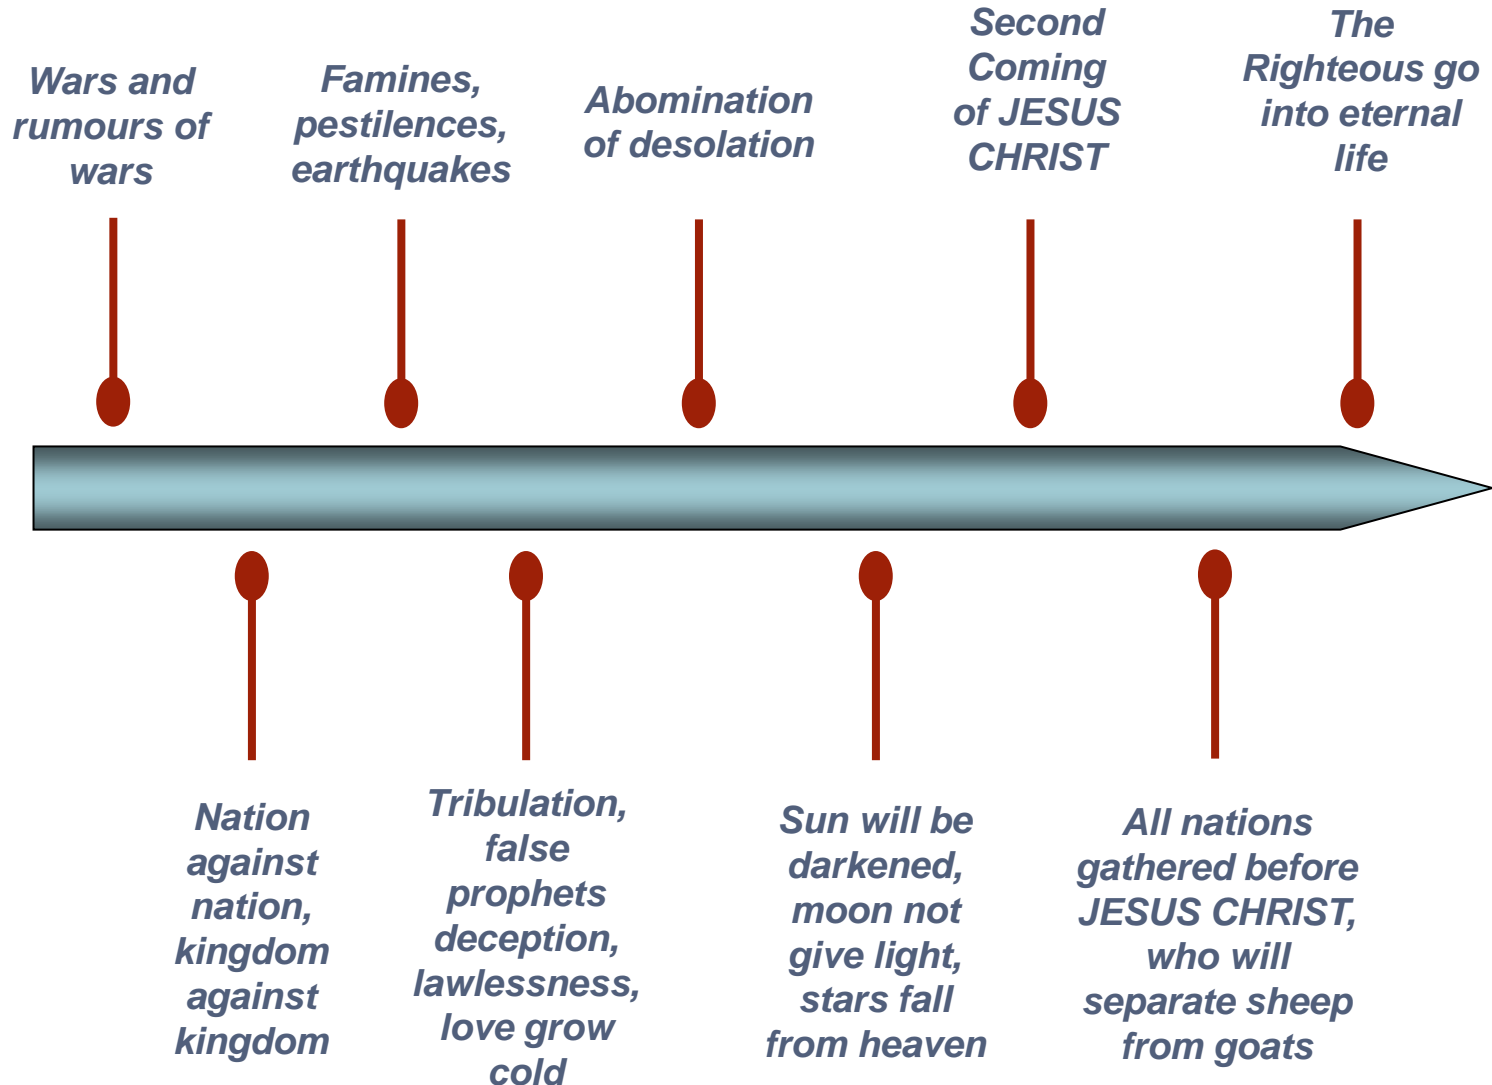 Wars and
rumours of
wars
Famines,
pestilences,
earthquakes
Abomination
of desolation
Second
Coming
of JESUS
CHRIST
The
Righteous go
into eternal
life
Nation
against
nation,
kingdom
against
kingdom
Tribulation,
false
prophets
deception,
lawlessness,
love grow
cold
Sun will be
darkened,
moon not
give light,
stars fall
from heaven
All nations
gathered before
JESUS CHRIST,
who will
separate sheep
from goats